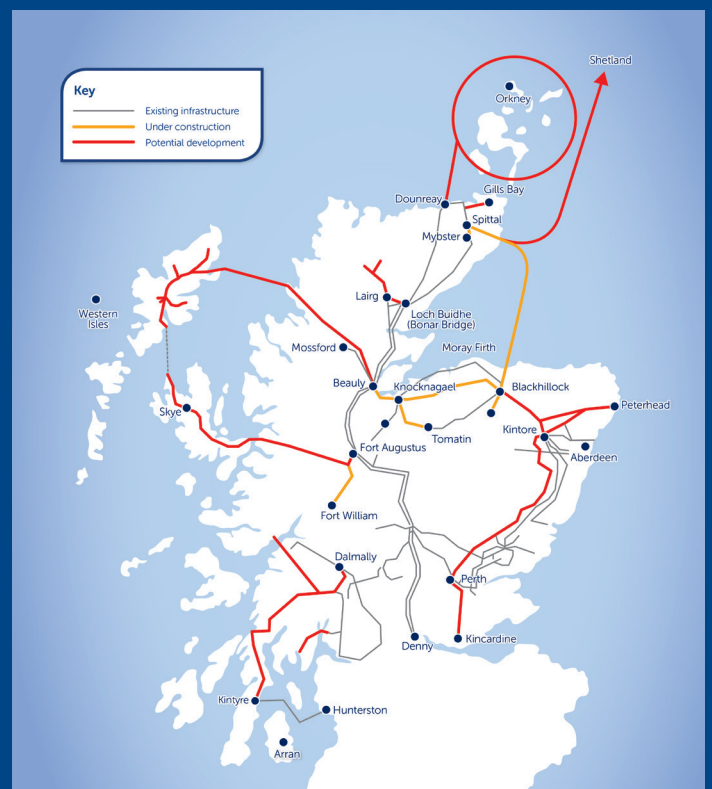 Key
Existing infrastructure
Under construction
Potential development
Shetland
Orkney
Dounreay
Gills Bay
Spittal
Mybster
Lairg
Loch Buidhe
(Bonar Bridge)
Western
Isles
Mossford
Moray Firth
Beauly
Knocknagael
Blackhillock
Skye
Peterhead
Kintore
Tomatin
Aberdeen
Fort Augustus
Fort William
Dalmally
Perth
Denny
Kincardine
Kintyre
Hunterston
Arran